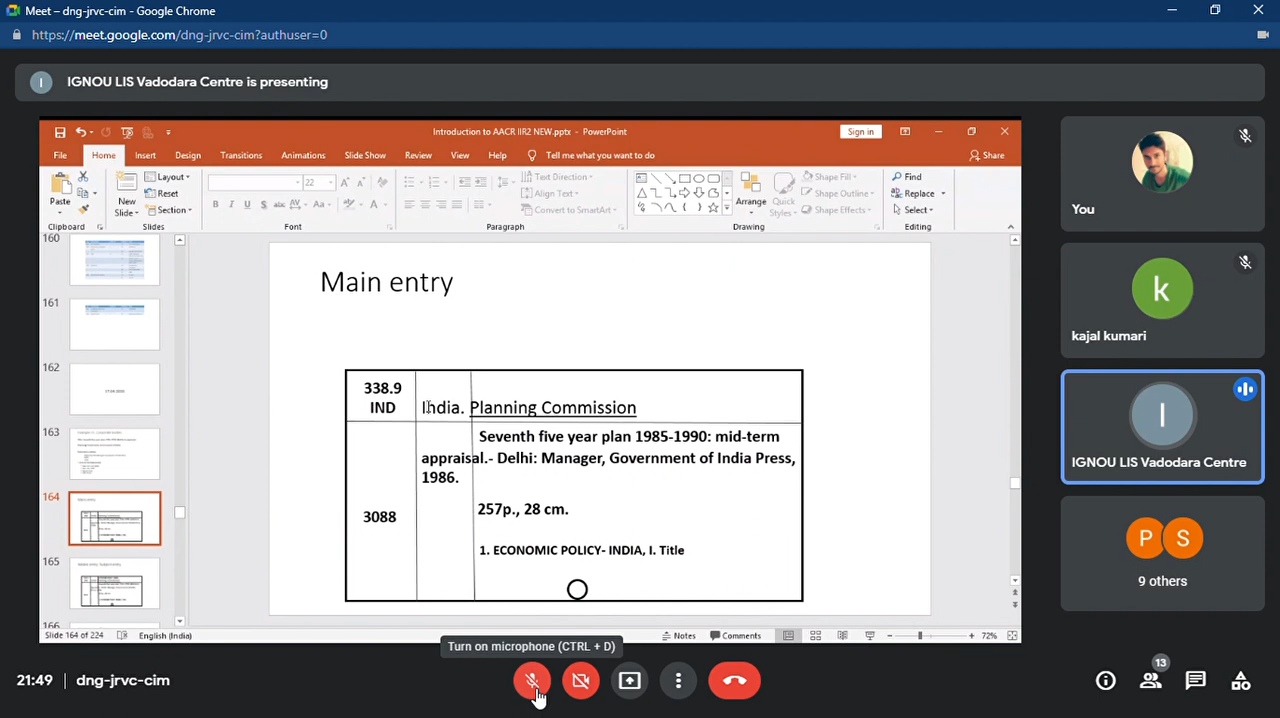 Meet – dng-jrvc-cim - Google Chrome
https://meet.google.com/dng-jrvc-cim?authuser=0
I
IGNOU LIS Vadodara Centre is presenting
Introduction to AACR IIR2 NEW.pptx - PowerPoint
Sign in
File Home Insert Design Transitions Animations Slide Show Review View Help Tell me what you want to do
Share
Paste
New
Slide
Layout
Reset
Section
22
B I U S
Text Direction
Align Text
Convert to SmartArt
Arrange
Quick
Styles
Shape Fill
Shape Outline
Shape Effects
Find
Replace
Select
Clipboard Slides Font Paragraph Drawing Editing
160
161
162
163
164
165
166
Main entry
338.9
IND
India. Planning Commission
Seventh five year plan 1985-1990: mid-term
appraisal.- Delhi: Manager, Government of India Press,
1986.
257p., 28 cm.
3088
1. ECONOMIC POLICY- INDIA, I. Title
Slide 164 of 224
English (India)
Notes
Comments
72%
You
k
kajal kumari
I
IGNOU LIS Vadodara Centre
P S
9 others
Turn on microphone (CTRL + D)
21:49 | dng-jrvc-cim
13